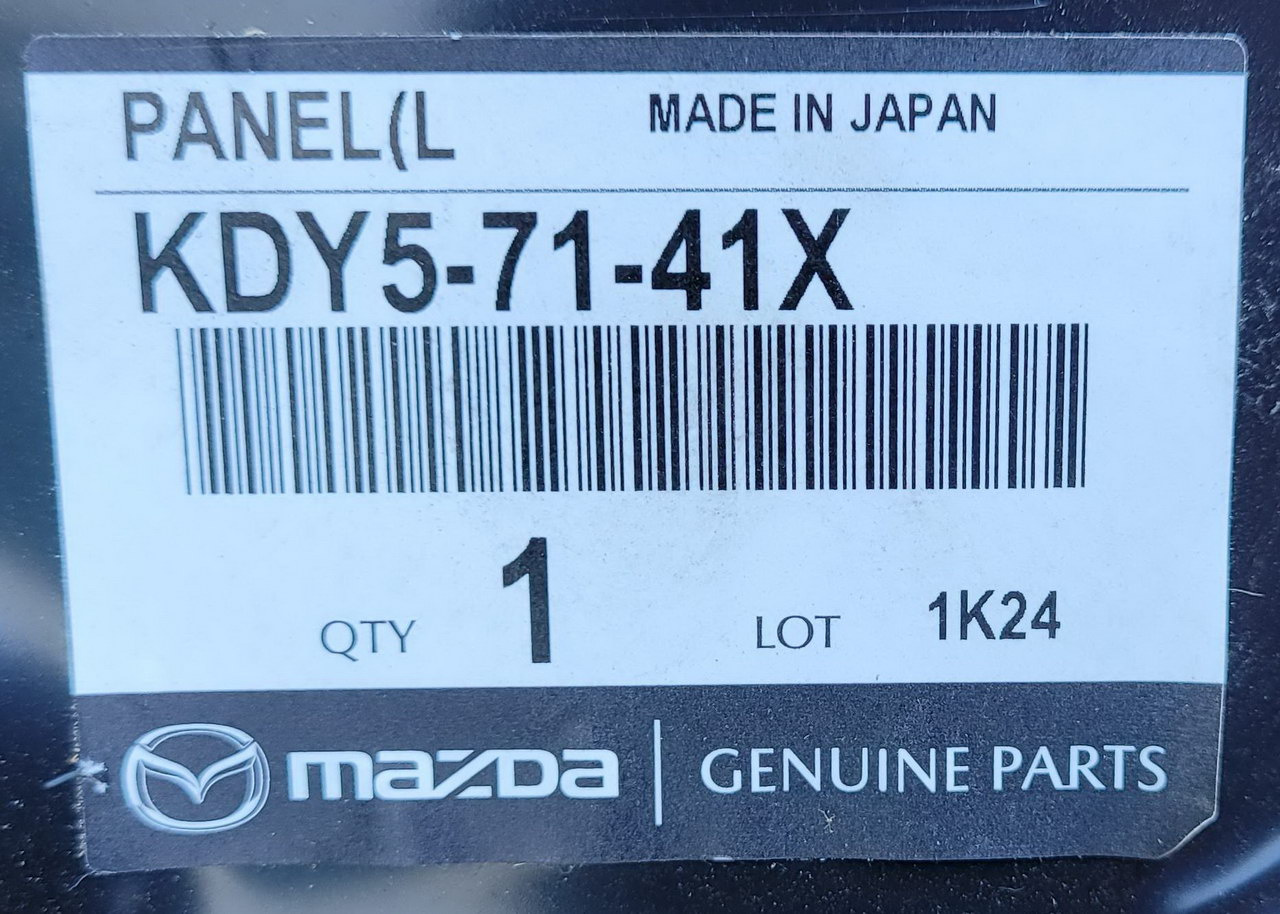 PANEL(L MADE IN JAPAN
KDY5-71-41X
QTY 1 LOT 1K24
mazda | GENUINE PARTS